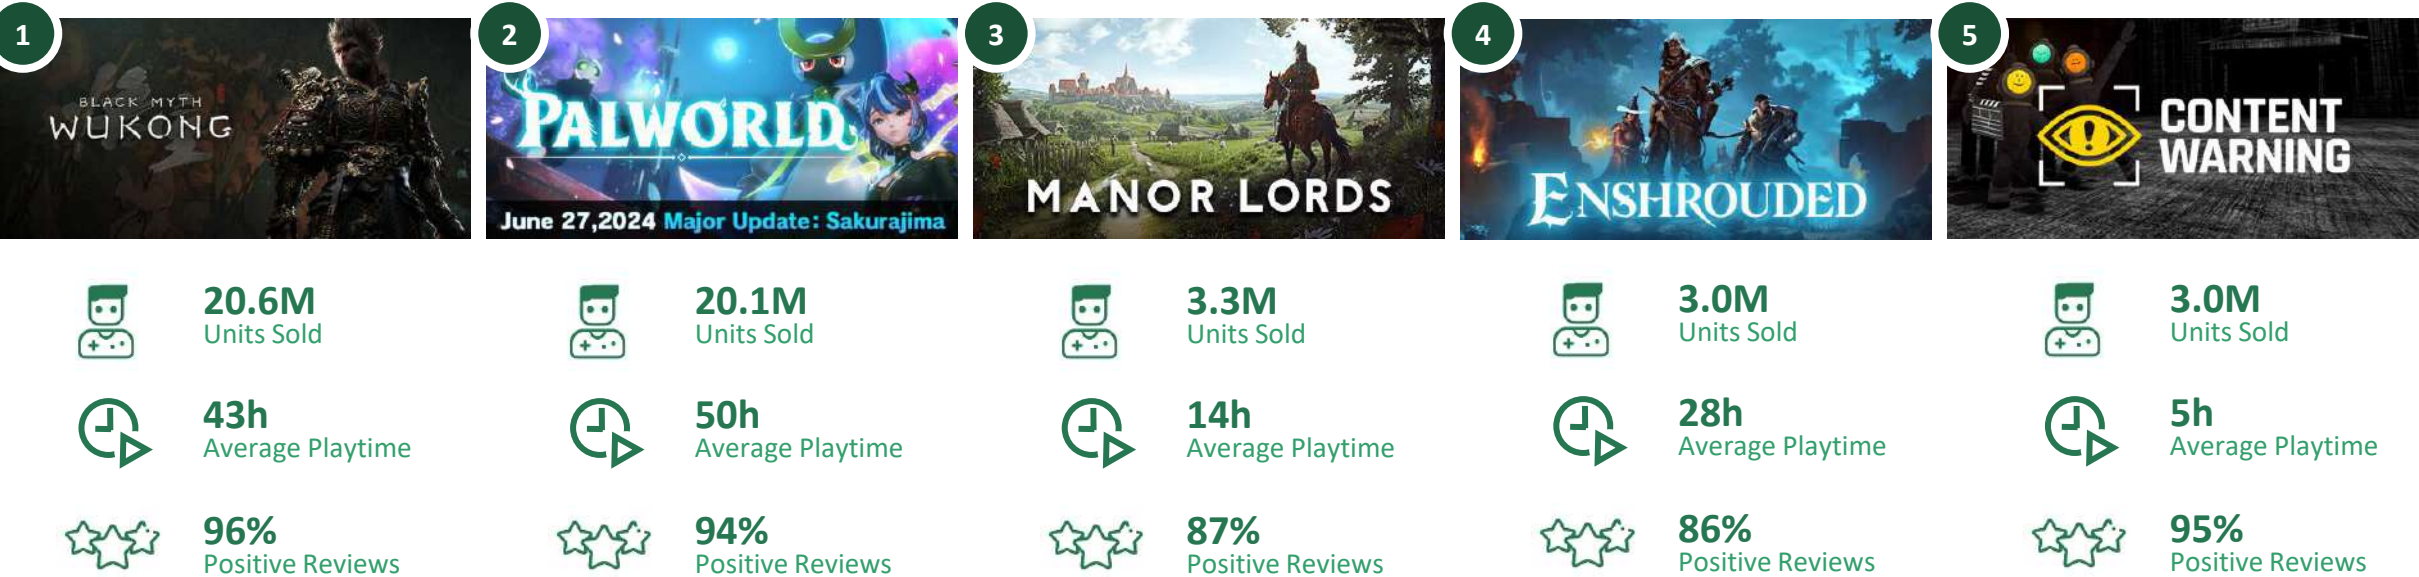 1
BLACK MYTH
WUKONG
20.6M
Units Sold
43h
Average Playtime
96%
Positive Reviews
2
PALWORLD
June 27,2024 Major Update: Sakurajima
20.1M
Units Sold
50h
Average Playtime
94%
Positive Reviews
3
MANOR LORDS
3.3M
Units Sold
14h
Average Playtime
87%
Positive Reviews
4
ENSHROUDED
3.0M
Units Sold
28h
Average Playtime
86%
Positive Reviews
5
CONTENT
WARNING
3.0M
Units Sold
5h
Average Playtime
95%
Positive Reviews